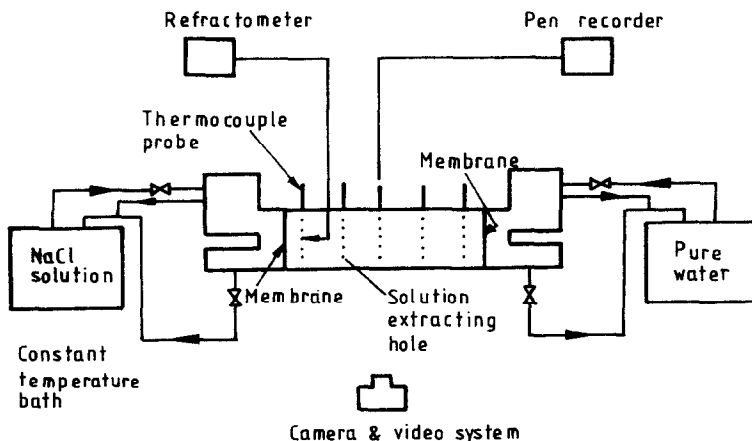 Refractometer
Pen recorder
Thermocouple
probe
Membrane
NaCl
solution
Pure
water
Membrane
Solution
extracting
hole
Constant
temperature
bath
Camera & video system